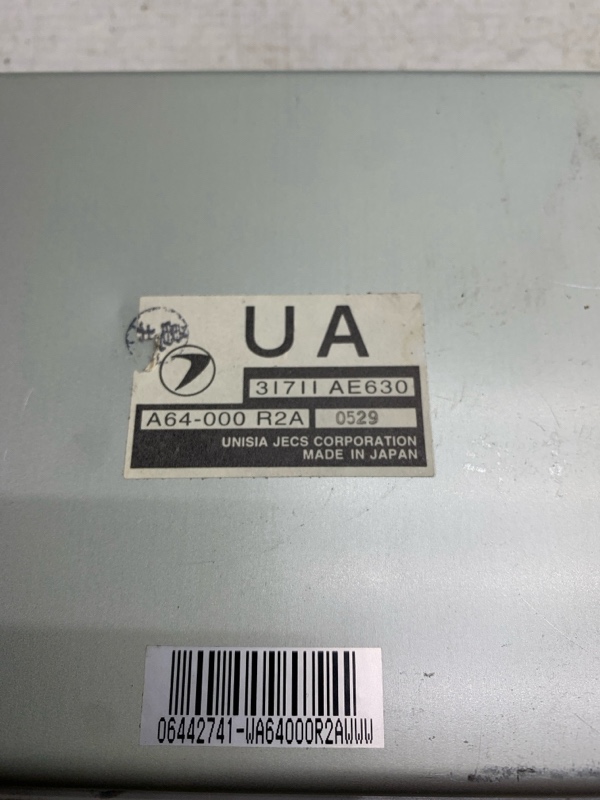 UA
31711 AE630
A64-000 R2A 0529
UNISIA JECS CORPORATION
MADE IN JAPAN
06442741-WA64000R2AWWW